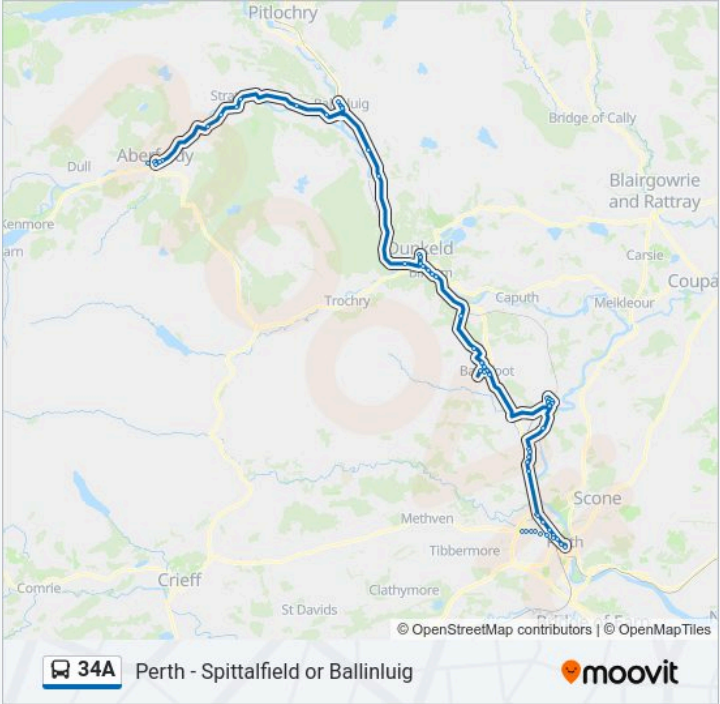 Pitlochry
Bridge of Cally
Dull
Blairgowrie
and Rattray
Kenmore
Dunkeld
Carsie
Trochry
Caputh
Meikleour
Scone
Methven
Tibbermore
Crieff
Comrie
Clathymore
St Davids
© OpenStreetMap contributors | © OpenMapTiles
34A
Perth - Spittalfield or Ballinluig
moovit